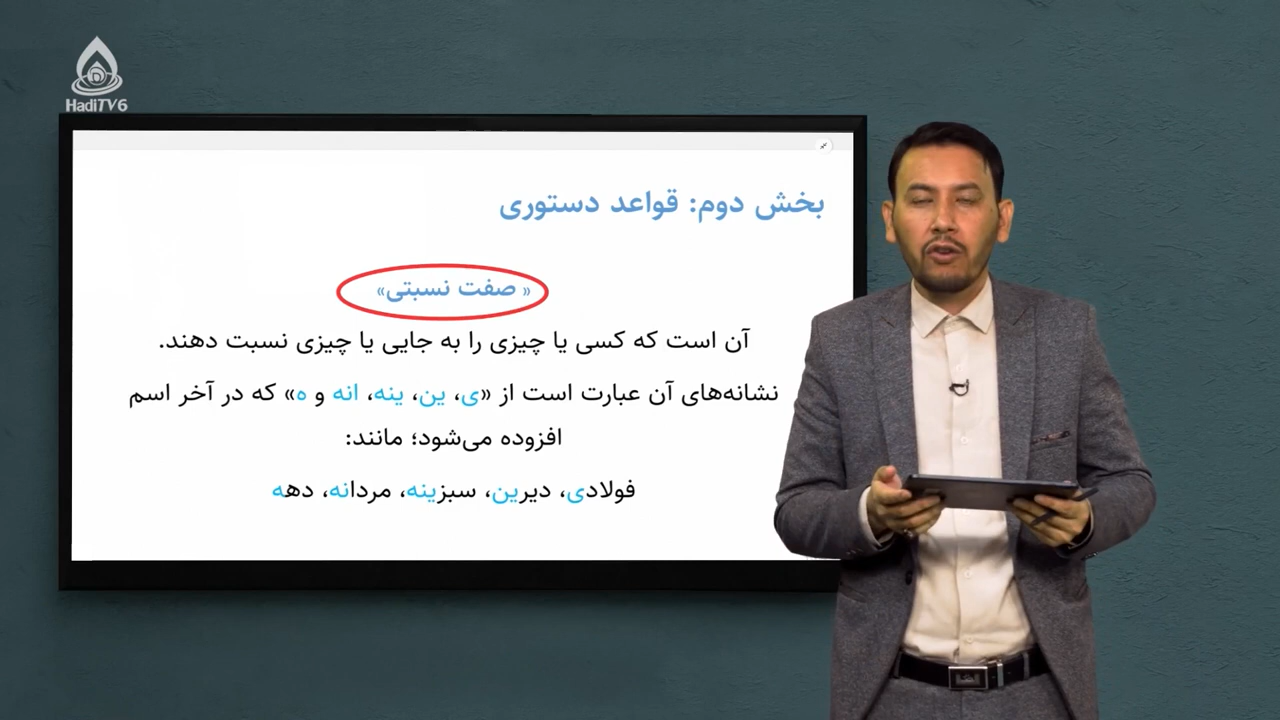 HadiTV6
بخش دوم: قواعد دستوری
« صفت نسبتی»
آن است که کسی یا چیزی را به جایی یا چیزی نسبت دهند.
نشانه‌های آن عبارت است از «ی، ین، ینه، انه و ه» که در آخر اسم
افزوده می‌شود؛ مانند:
فولادی، دیرین، سبزینه، مردانه، دهه